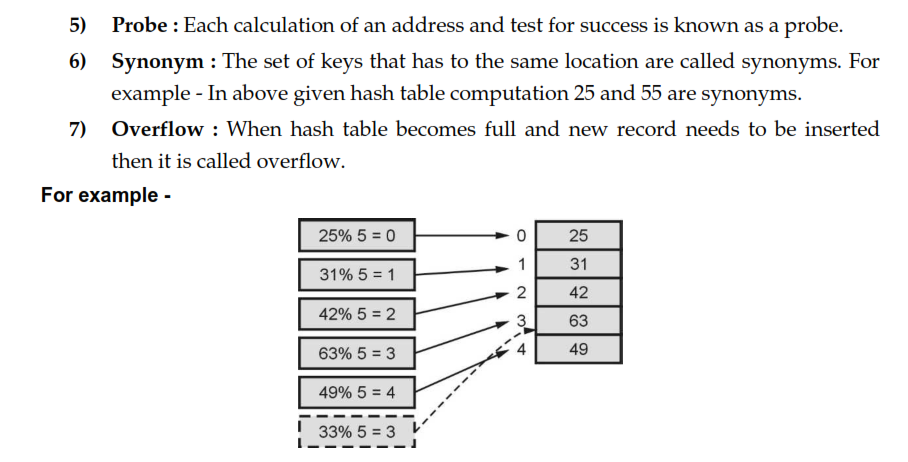 5) Probe : Each calculation of an address and test for success is known as a probe.
6) Synonym : The set of keys that has to the same location are called synonyms. For
example - In above given hash table computation 25 and 55 are synonyms.
7) Overflow : When hash table becomes full and new record needs to be inserted
then it is called overflow.
For example -
25% 5 = 0
31% 5 = 1
42% 5 = 2
63% 5 = 3
49% 5 = 4
33% 5 = 3
0 25
1 31
2 42
3 63
4 49